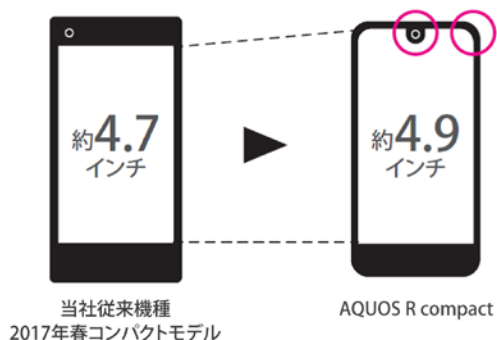 約4.7
インチ
約4.9
インチ
当社従来機種
2017年春コンパクトモデル
AQUOS R compact